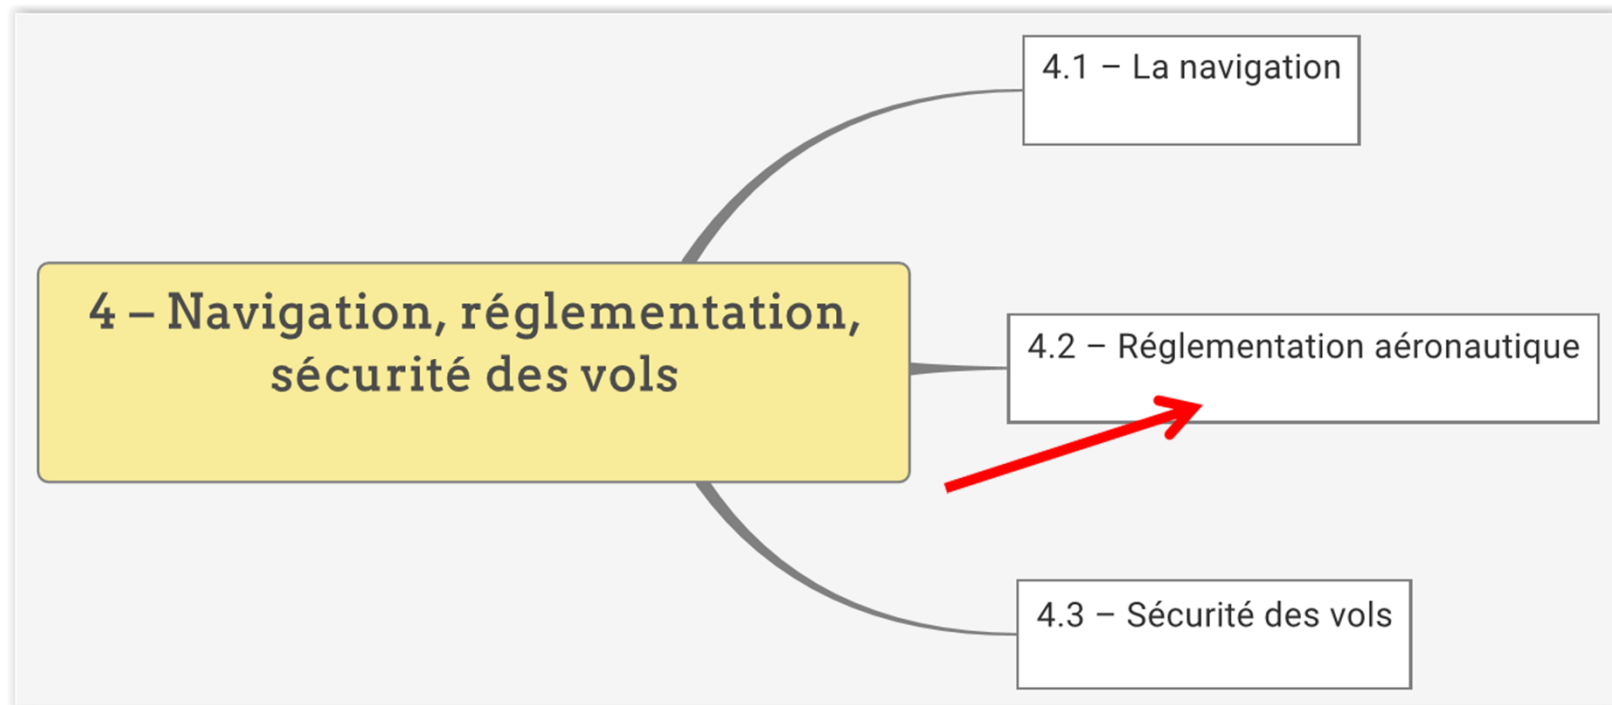 4.1 – La navigation
4 – Navigation, réglementation,
sécurité des vols
4.2 – Réglementation aéronautique
4.3 – Sécurité des vols